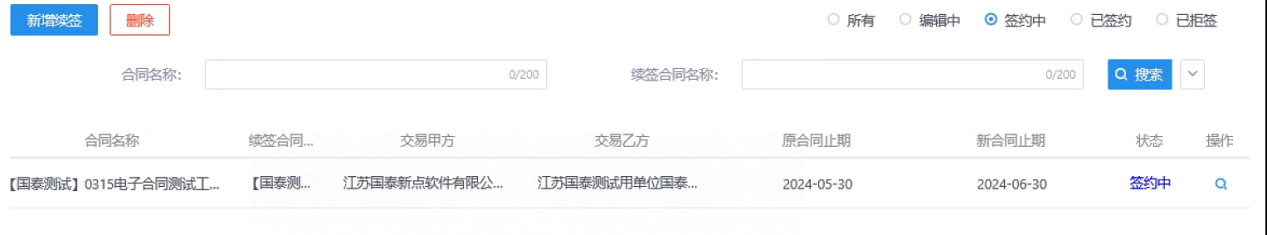 新增续签 删除 所有 编辑中 签约中 已签约 已拒签
合同名称: 0/200 续签合同名称: 0/200 搜索
合同名称 续签合同... 交易甲方 交易乙方 原合同止期 新合同止期 状态 操作
【国泰测试】0315电子合同测试工... 【国泰测... 江苏国泰新点软件有限公... 江苏国泰测试用单位国泰... 2024-05-30 2024-06-30 签约中